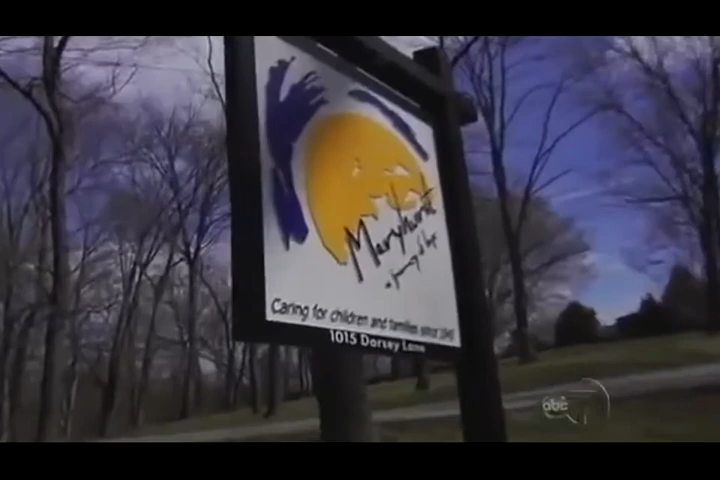 Maryhurst
Caring for children and families since
1015 Dorsey Lane
abc